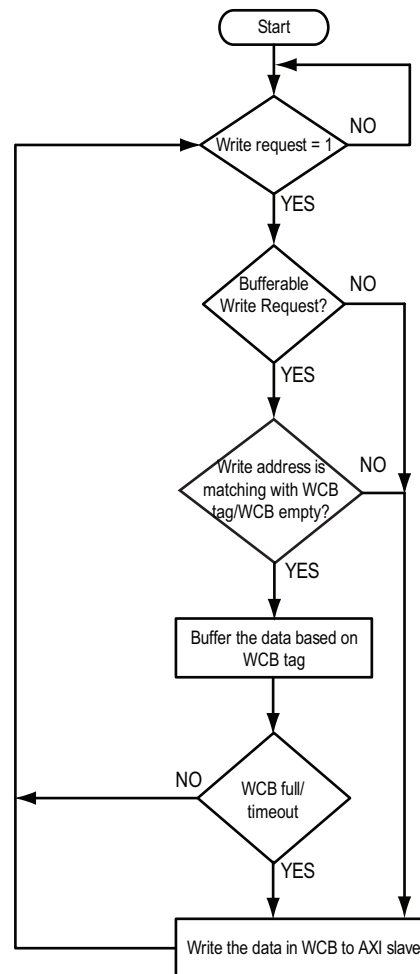 Start
NO
Write request = 1
YES
Bufferable
Write Request?
NO
YES
Write address is
matching with WCB
tag/WCB empty?
NO
YES
Buffer the data based on
WCB tag
NO
WCB full/
timeout
YES
Write the data in WCB to AXI slave